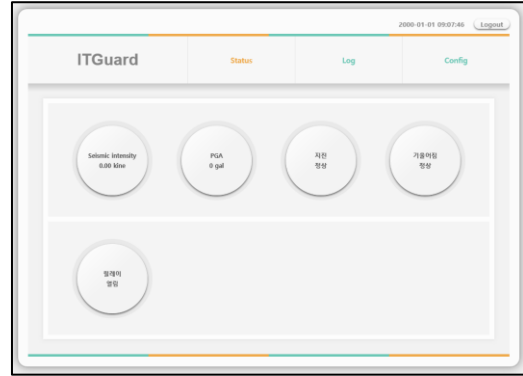 2000-01-01 09:07:46 Logout
ITGuard Status Log Config
Seismic intensity
0.00 kine
PGA
0 gal
지진
정상
기울어짐
정상
릴레이
열림